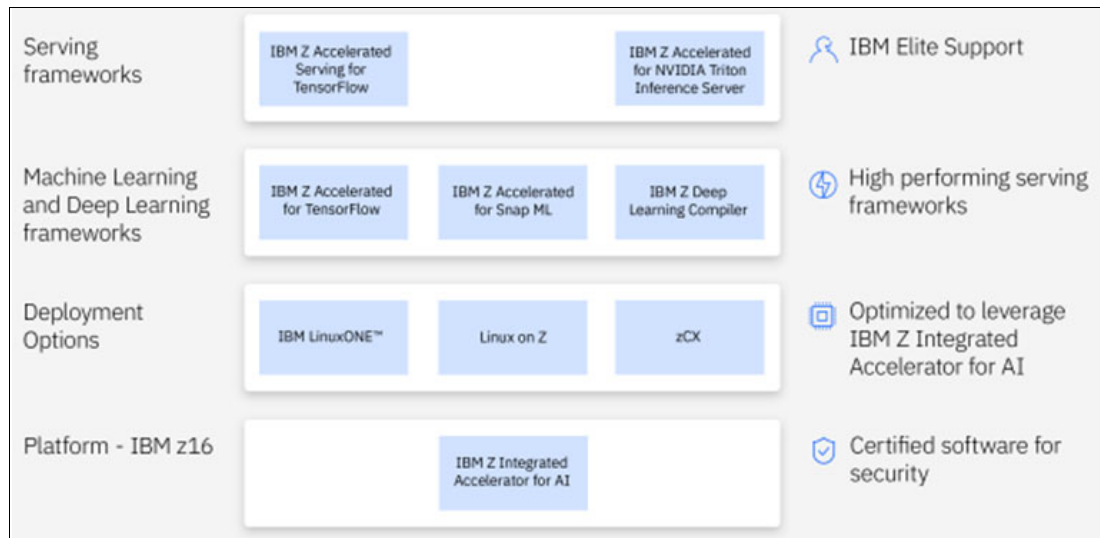 Serving
frameworks
IBM Z Accelerated
Serving for
TensorFlow
IBM Z Accelerated
for NVIDIA Triton
Inference Server
IBM Elite Support
Machine Learning
and Deep Learning
frameworks
IBM Z Accelerated
for TensorFlow
IBM Z Accelerated
for Snap ML
IBM Z Deep
Learning Compiler
High performing serving
frameworks
Deployment
Options
IBM LinuxONE™
Linux on Z
zCX
Optimized to leverage
IBM Z Integrated
Accelerator for AI
Platform - IBM z16
IBM Z Integrated
Accelerator for AI
Certified software for
security